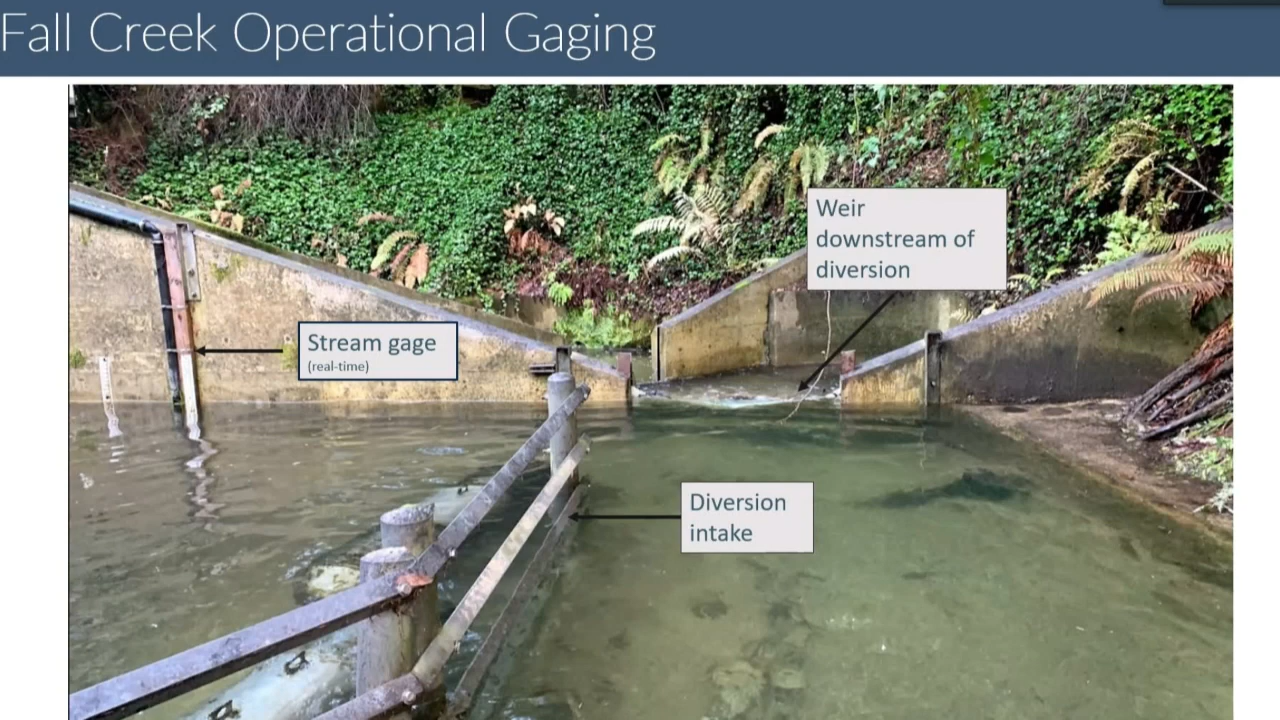 Fall Creek Operational Gaging
Weir
downstream of
diversion
Stream gage
(real-time)
Diversion
intake